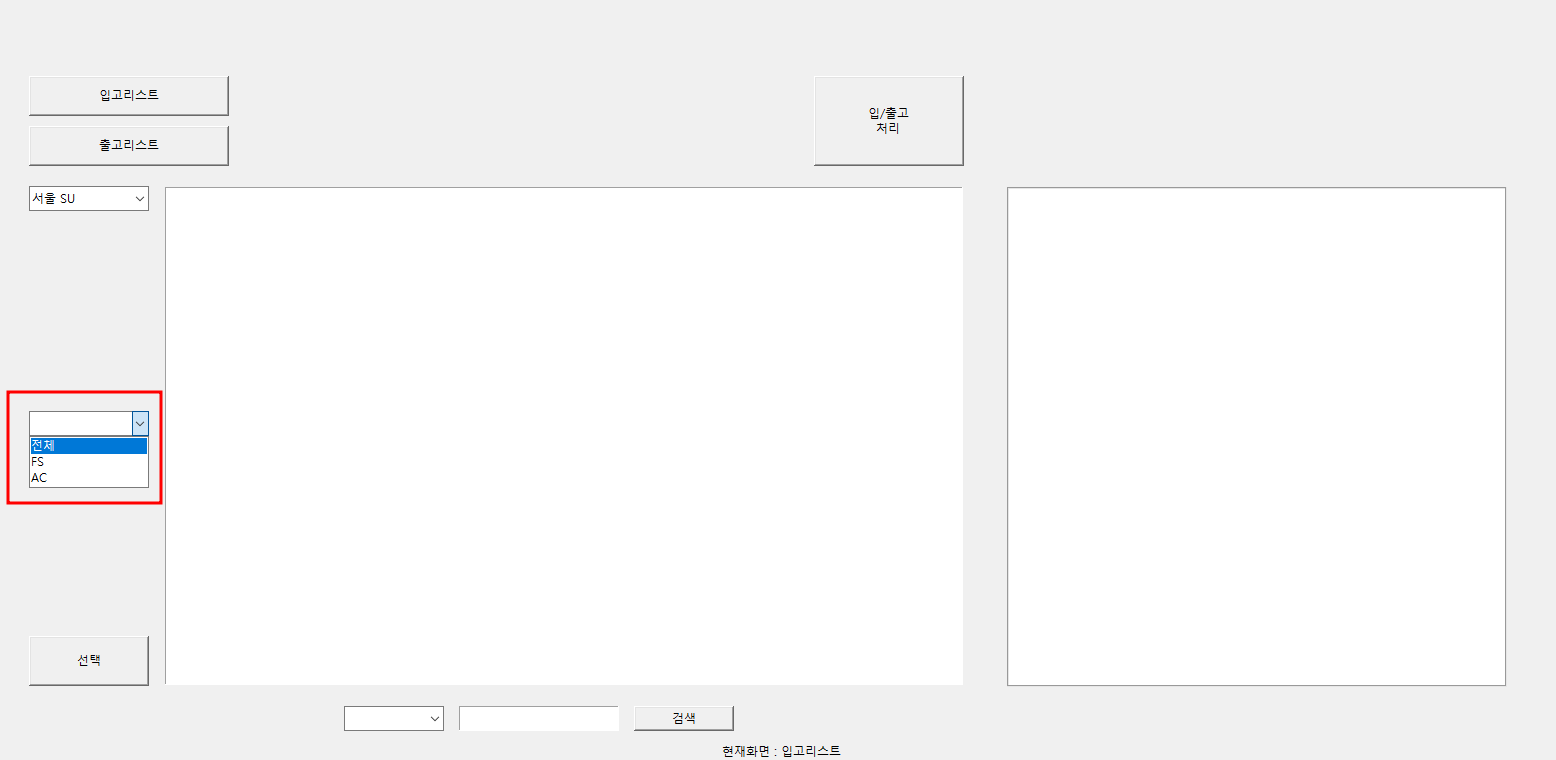 입고리스트
출고리스트
입/출고
처리
서울 SU
전체
FS
AC
선택
검색
현재화면 : 입고리스트